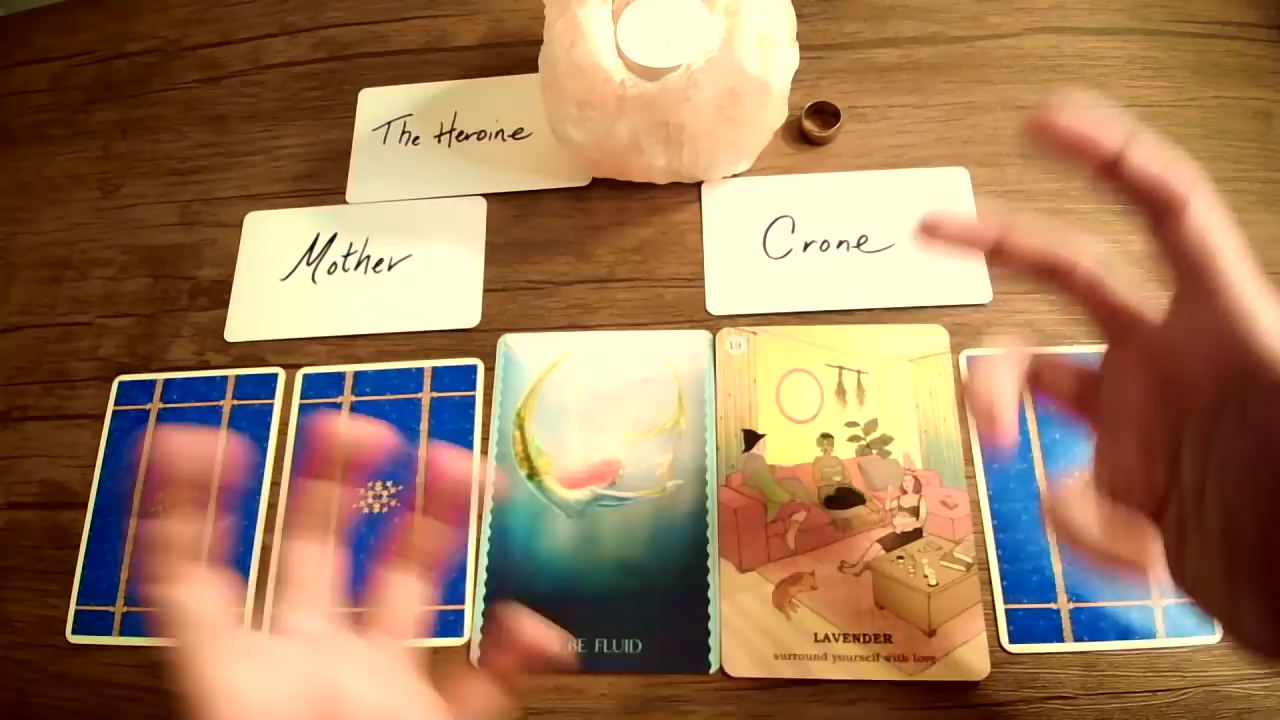 The Heroine
Mother
Crone
19
BE FLUID
LAVENDER
surround yourself with love